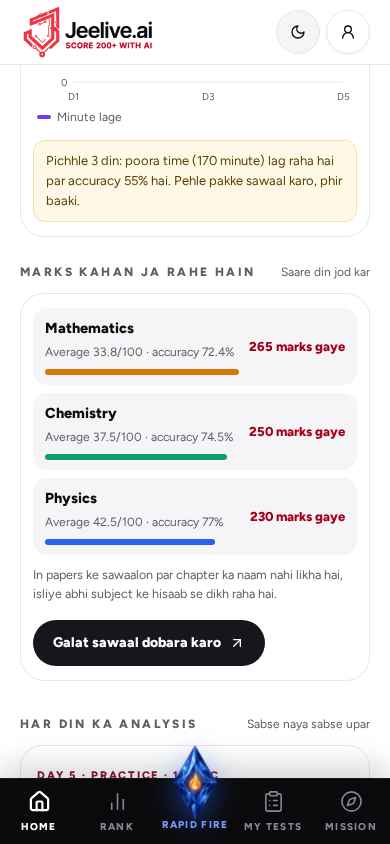 Jeelive.ai
SCORE 200+ WITH AI
0
D1 D3 D5
Minute lage
Pichhle 3 din: poora time (170 minute) lag raha hai
par accuracy 55% hai. Pehle pakke sawaal karo, phir
baaki.
MARKS KAHAN JA RAHE HAIN Saare din jod kar
Mathematics
Average 33.8/100 · accuracy 72.4% 265 marks gaye
Chemistry
Average 37.5/100 · accuracy 74.5% 250 marks gaye
Physics
Average 42.5/100 · accuracy 77% 230 marks gaye
In papers ke sawaalon par chapter ka naam nahi likha hai,
isliye abhi subject ke hisaab se dikh raha hai.
Galat sawaal dobara karo
HAR DIN KA ANALYSIS Sabse naya sabse upar
DAY 5 · PRACTICE
HOME RANK RAPID FIRE MY TESTS MISSION